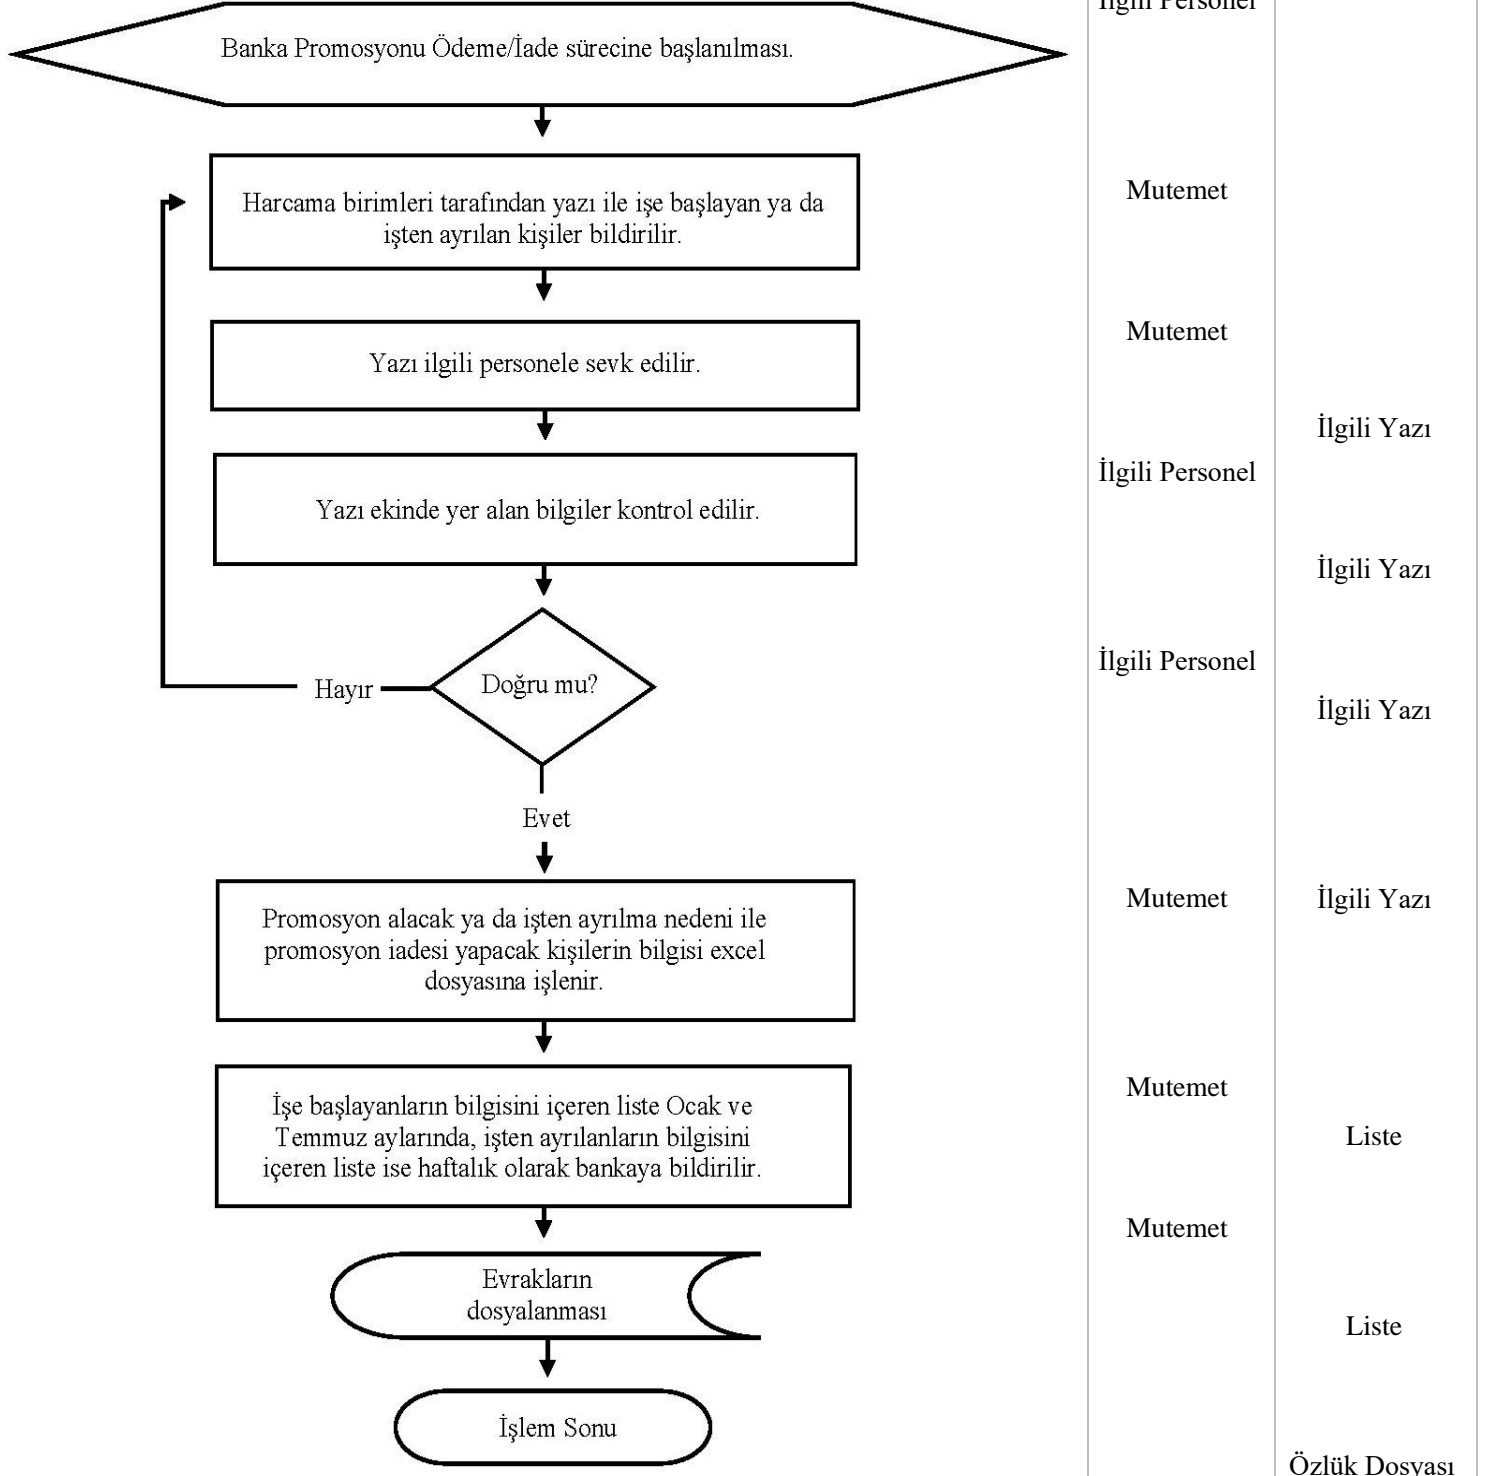 İlgili Personel
Banka Promosyonu Ödeme/İade sürecine başlanılması.
Mutemet
Harcama birimleri tarafından yazı ile işe başlayan ya da
işten ayrılan kişiler bildirilir.
Mutemet
Yazı ilgili personele sevk edilir.
İlgili Yazı
İlgili Personel
Yazı ekinde yer alan bilgiler kontrol edilir.
İlgili Yazı
İlgili Personel
Doğru mu?
Hayır
İlgili Yazı
Evet
Mutemet
İlgili Yazı
Promosyon alacak ya da işten ayrılma nedeni ile
promosyon iadesi yapacak kişilerin bilgisi excel
dosyasına işlenir.
Mutemet
İşe başlayanların bilgisini içeren liste Ocak ve
Temmuz aylarında, işten ayrılanların bilgisini
içeren liste ise haftalık olarak bankaya bildirilir.
Liste
Mutemet
Evrakların
dosyalanması
Liste
İşlem Sonu
Özlük Dosyası